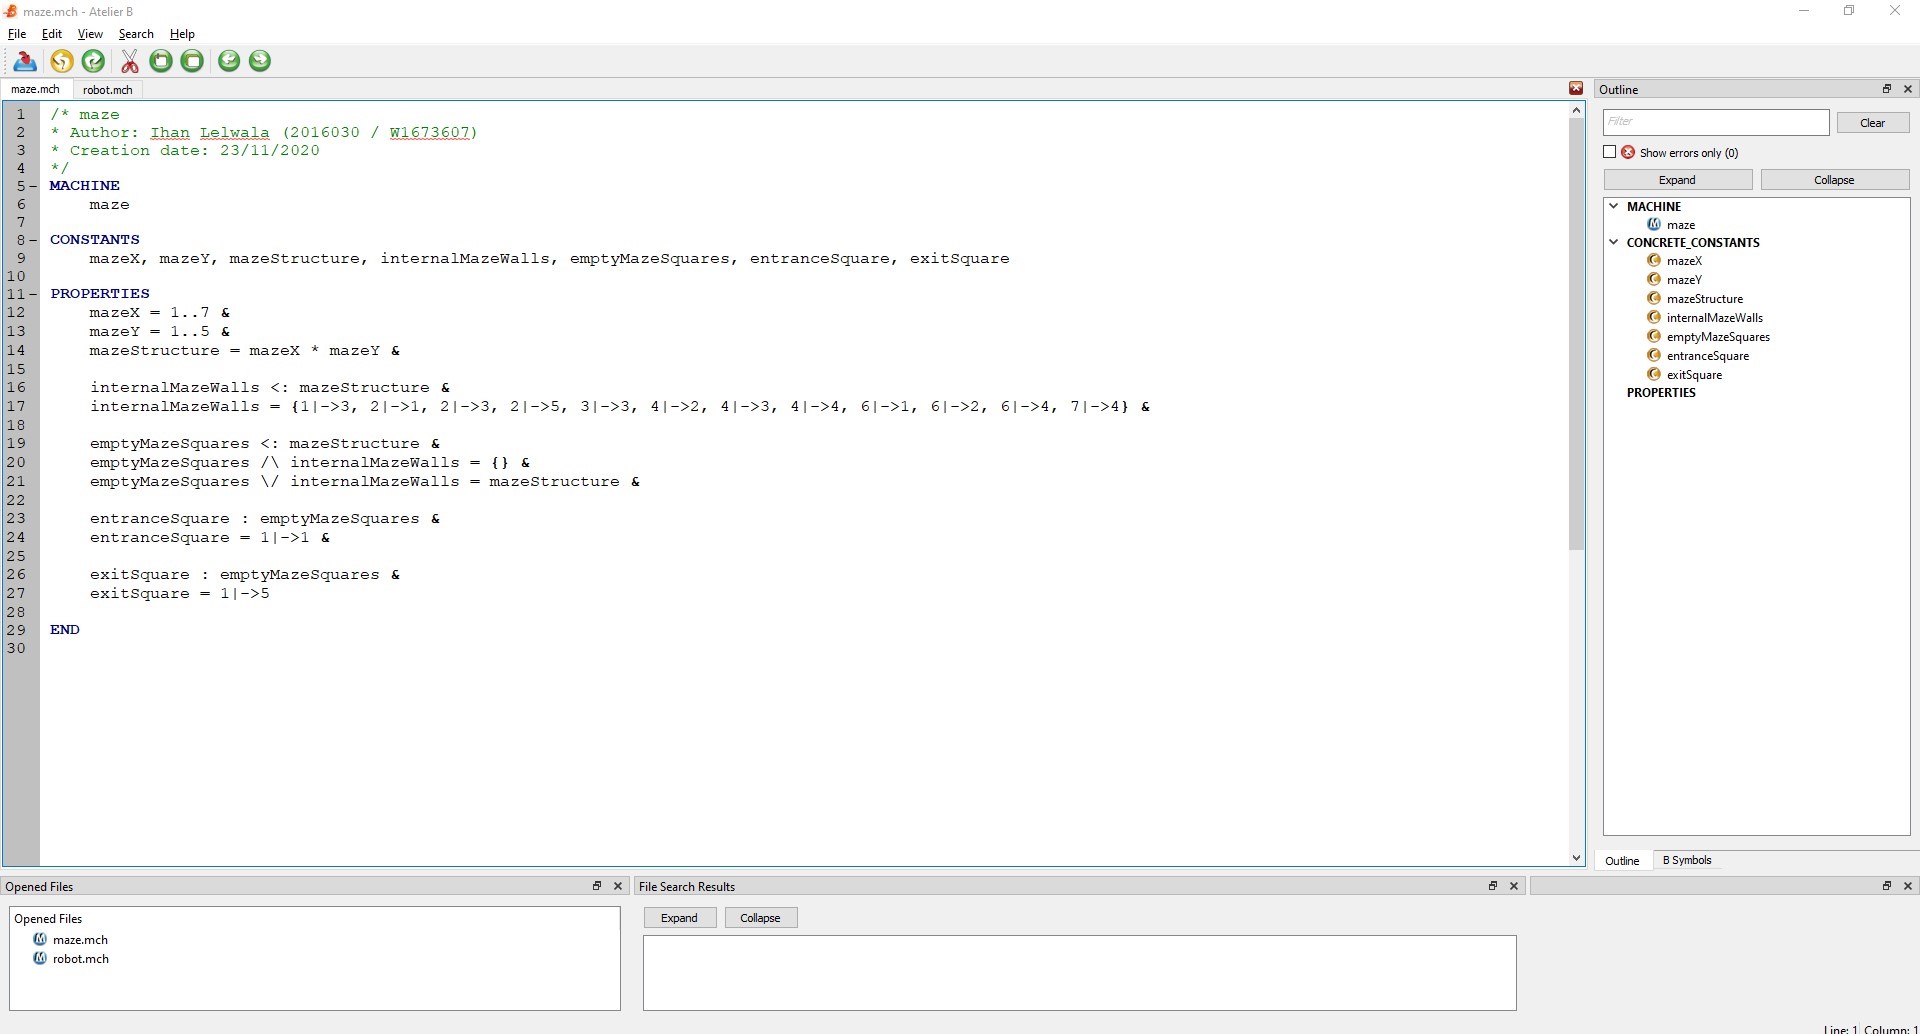 maze.mch - Atelier B
File Edit View Search Help
maze.mch robot.mch
1 /* maze
2 * Author: Ihan Lelwala (2016030 / W1673607)
3 * Creation date: 23/11/2020
4 */
5 MACHINE
6 maze
7
8 CONSTANTS
9 mazeX, mazeY, mazeStructure, internalMazeWalls, emptyMazeSquares, entranceSquare, exitSquare
10
11 PROPERTIES
12 mazeX = 1..7 &
13 mazeY = 1..5 &
14 mazeStructure = mazeX * mazeY &
15
16 internalMazeWalls <: mazeStructure &
17 internalMazeWalls = {1|->3, 2|->1, 2|->3, 2|->5, 3|->3, 4|->2, 4|->3, 4|->4, 6|->1, 6|->2, 6|->4, 7|->4} &
18
19 emptyMazeSquares <: mazeStructure &
20 emptyMazeSquares /\ internalMazeWalls = {} &
21 emptyMazeSquares \/ internalMazeWalls = mazeStructure &
22
23 entranceSquare : emptyMazeSquares &
24 entranceSquare = 1|->1 &
25
26 exitSquare : emptyMazeSquares &
27 exitSquare = 1|->5
28
29 END
30
Outline
Filter Clear
Show errors only (0)
Expand Collapse
MACHINE
maze
CONCRETE_CONSTANTS
mazeX
mazeY
mazeStructure
internalMazeWalls
emptyMazeSquares
entranceSquare
exitSquare
PROPERTIES
Outline B Symbols
Opened Files
Opened Files
maze.mch
robot.mch
File Search Results
Expand Collapse
Line: 1 Column: 1